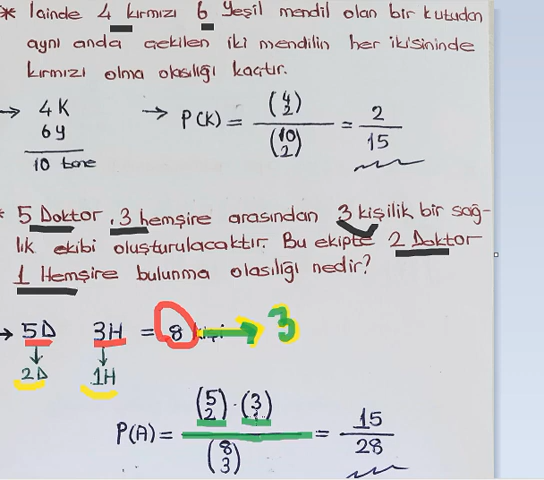 * İçinde 4 kırmızı 6 Yeşil mendil olan bir kutudan
aynı anda çekilen iki mendilin her ikisininde
kırmızı olma olasılığı kaçtır.
→ 4K → P(K) = (4 2) / (10 2) = 2/15
6y
10 tane
* 5 Doktor, 3 hemşire arasından 3 kişilik bir sağ-
lık ekibi oluşturulacaktır. Bu ekipte 2 Doktor
1 Hemşire bulunma olasılığı nedir?
→ 5D 3H = 8 kişi → 3
2D 1H
P(A) = (5 2) · (3 1) / (8 3) = 15/28